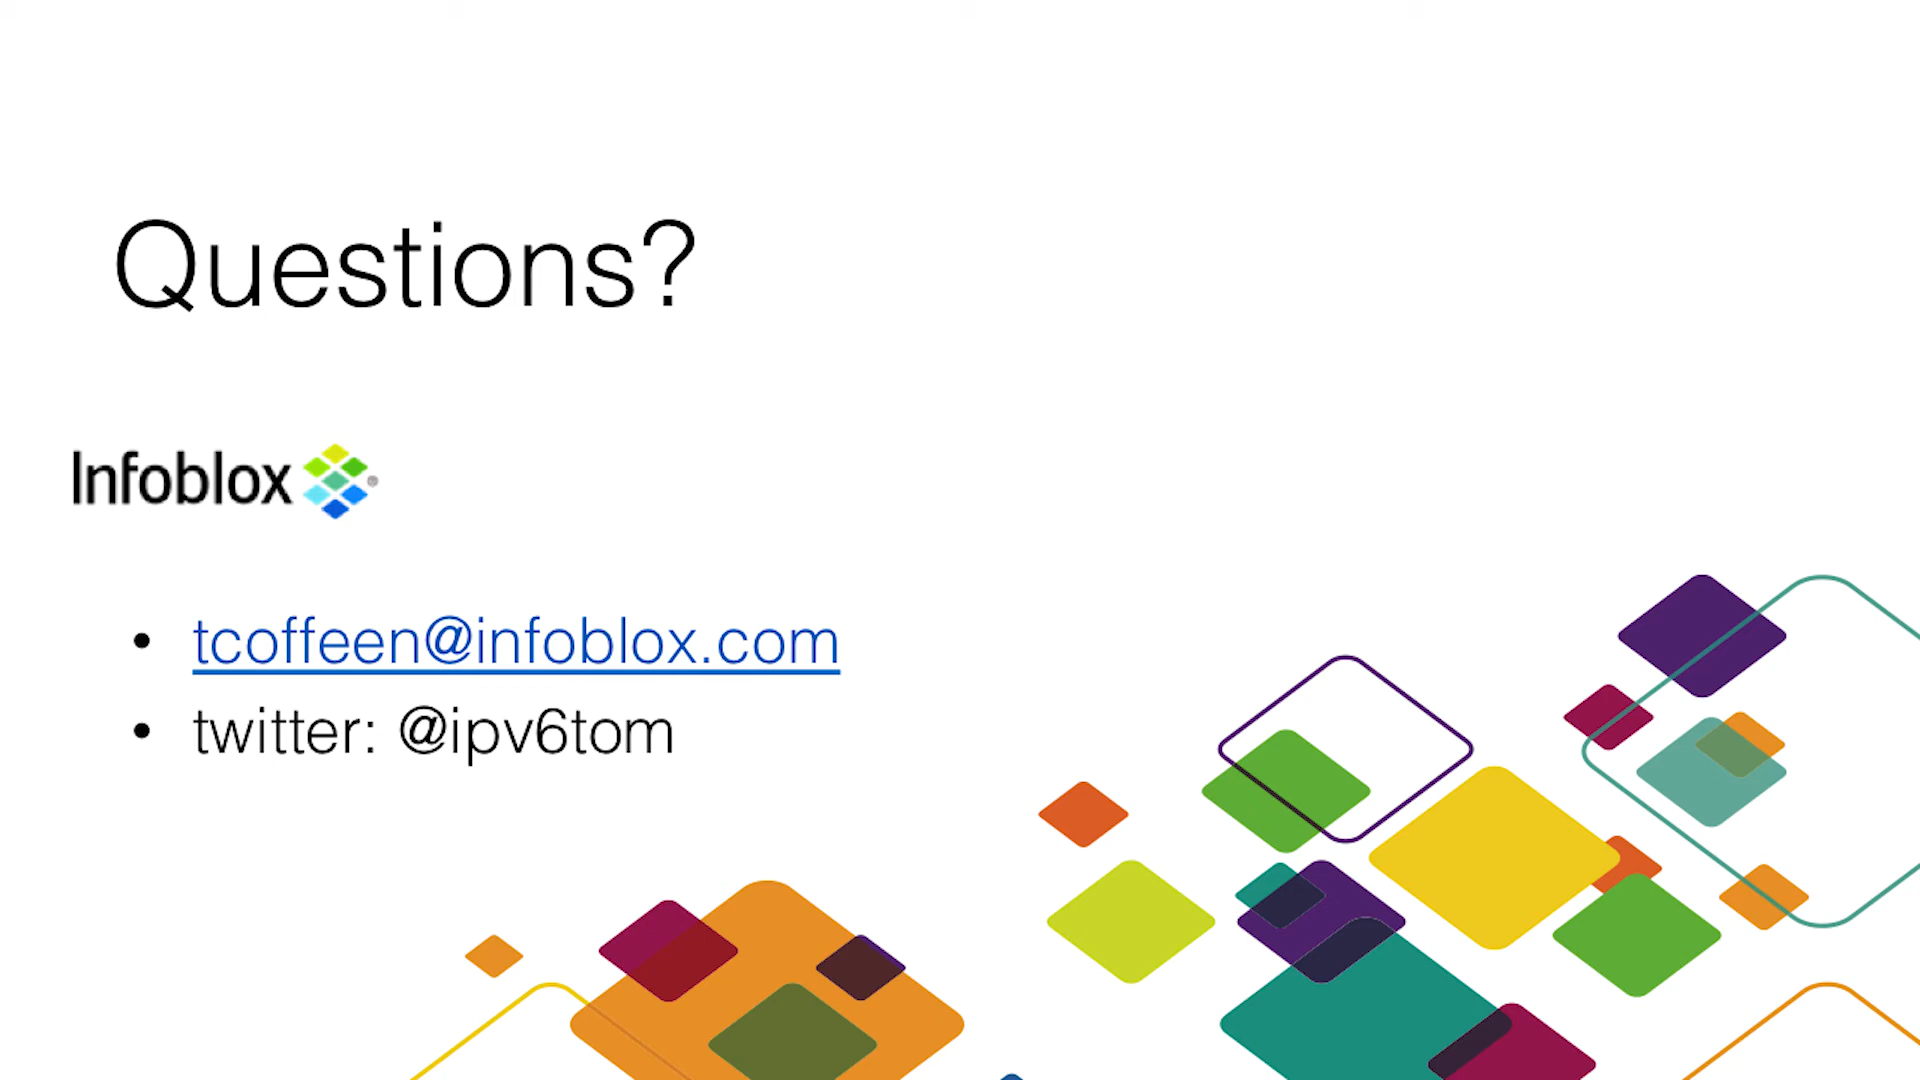 Questions?
Infoblox®
• tcoffeen@infoblox.com
• twitter: @ipv6tom